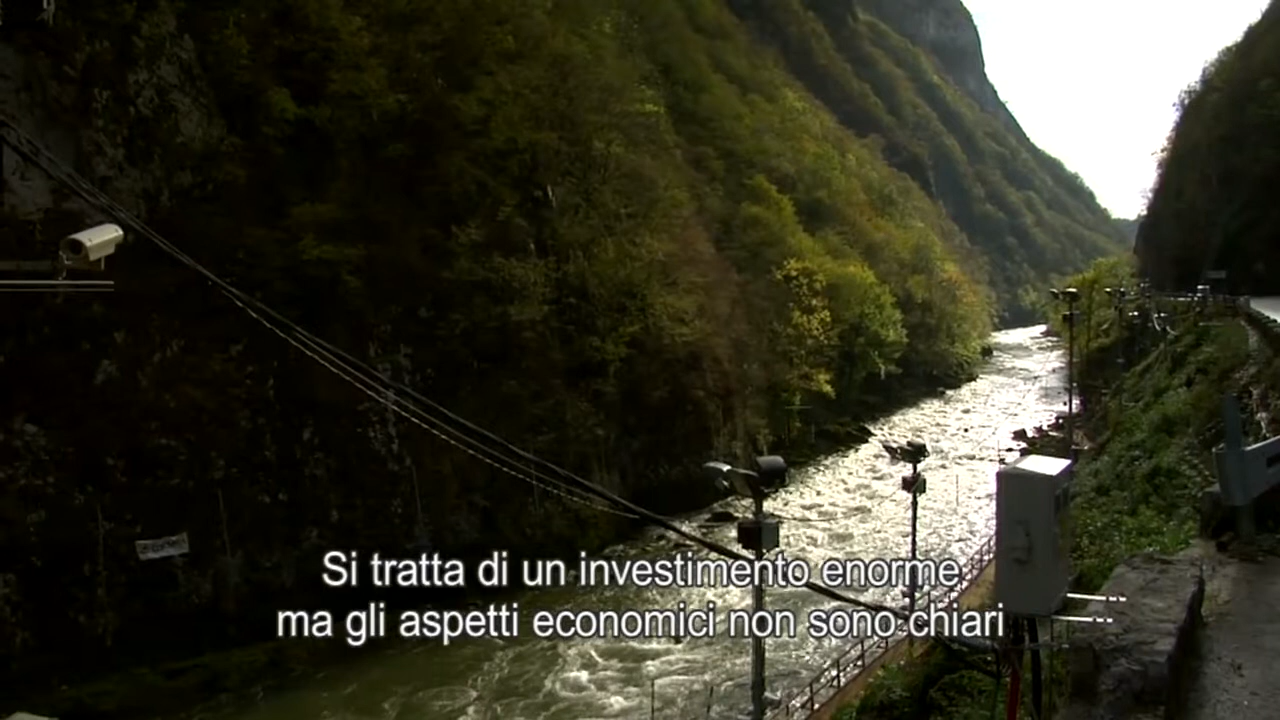 Si tratta di un investimento enorme
ma gli aspetti economici non sono chiari